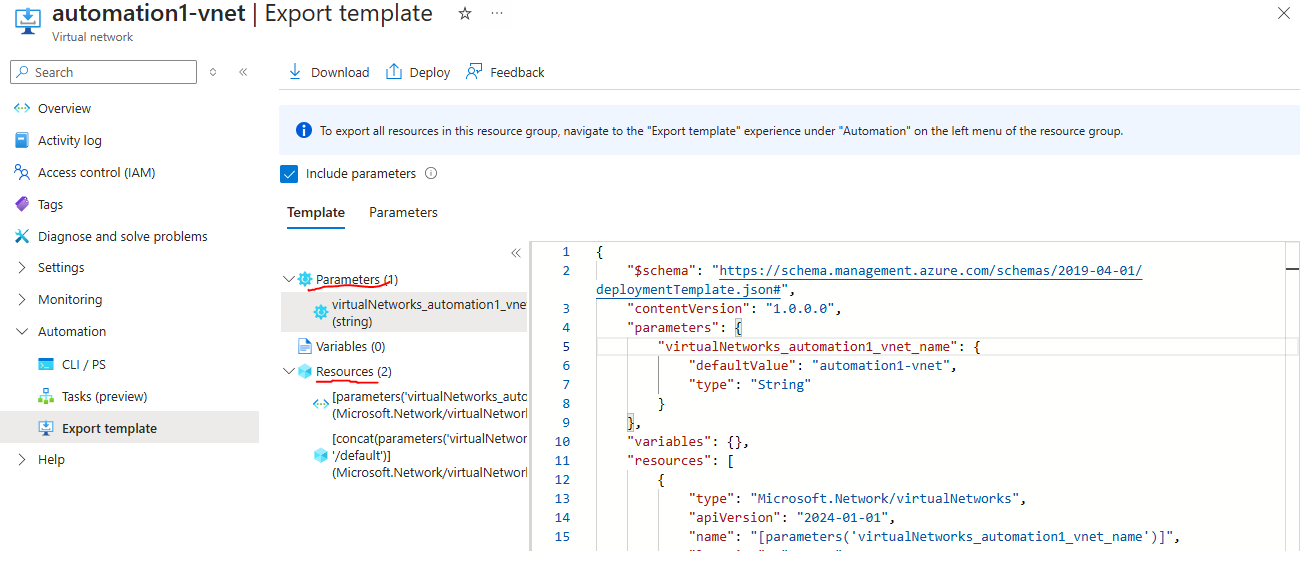 automation1-vnet | Export template
Virtual network
Search
Download
Deploy
Feedback
Overview
Activity log
Access control (IAM)
Tags
Diagnose and solve problems
Settings
Monitoring
Automation
CLI / PS
Tasks (preview)
Export template
Help
To export all resources in this resource group, navigate to the "Export template" experience under "Automation" on the left menu of the resource group.
Include parameters
Template
Parameters
Parameters (1)
virtualNetworks_automation1_vne
(string)
Variables (0)
Resources (2)
[parameters('virtualNetworks_auto
(Microsoft.Network/virtualNetworl
[concat(parameters('virtualNetwor
'/default')]
(Microsoft.Network/virtualNetworl
1 {
2 "$schema": "https://schema.management.azure.com/schemas/2019-04-01/
deploymentTemplate.json#",
3 "contentVersion": "1.0.0.0",
4 "parameters": {
5 "virtualNetworks_automation1_vnet_name": {
6 "defaultValue": "automation1-vnet",
7 "type": "String"
8 }
9 },
10 "variables": {},
11 "resources": [
12 {
13 "type": "Microsoft.Network/virtualNetworks",
14 "apiVersion": "2024-01-01",
15 "name": "[parameters('virtualNetworks_automation1_vnet_name')]",